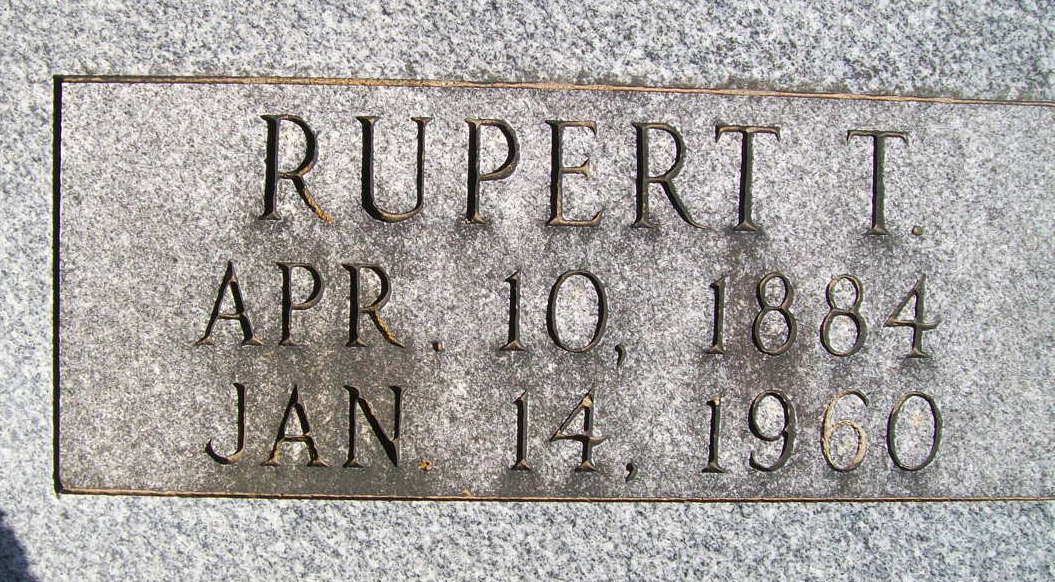 RUPERT T.
APR. 10, 1884
JAN. 14, 1960